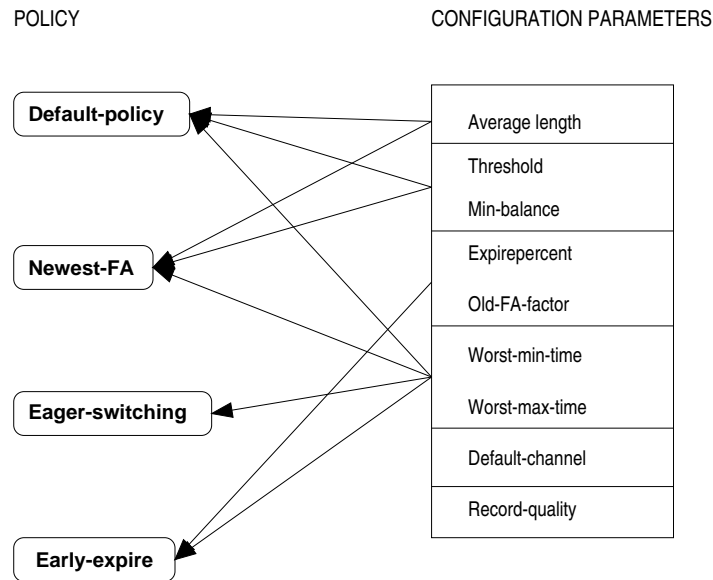 POLICY
CONFIGURATION PARAMETERS
Default-policy
Newest-FA
Eager-switching
Early-expire
Average length
Threshold
Min-balance
Expirepercent
Old-FA-factor
Worst-min-time
Worst-max-time
Default-channel
Record-quality